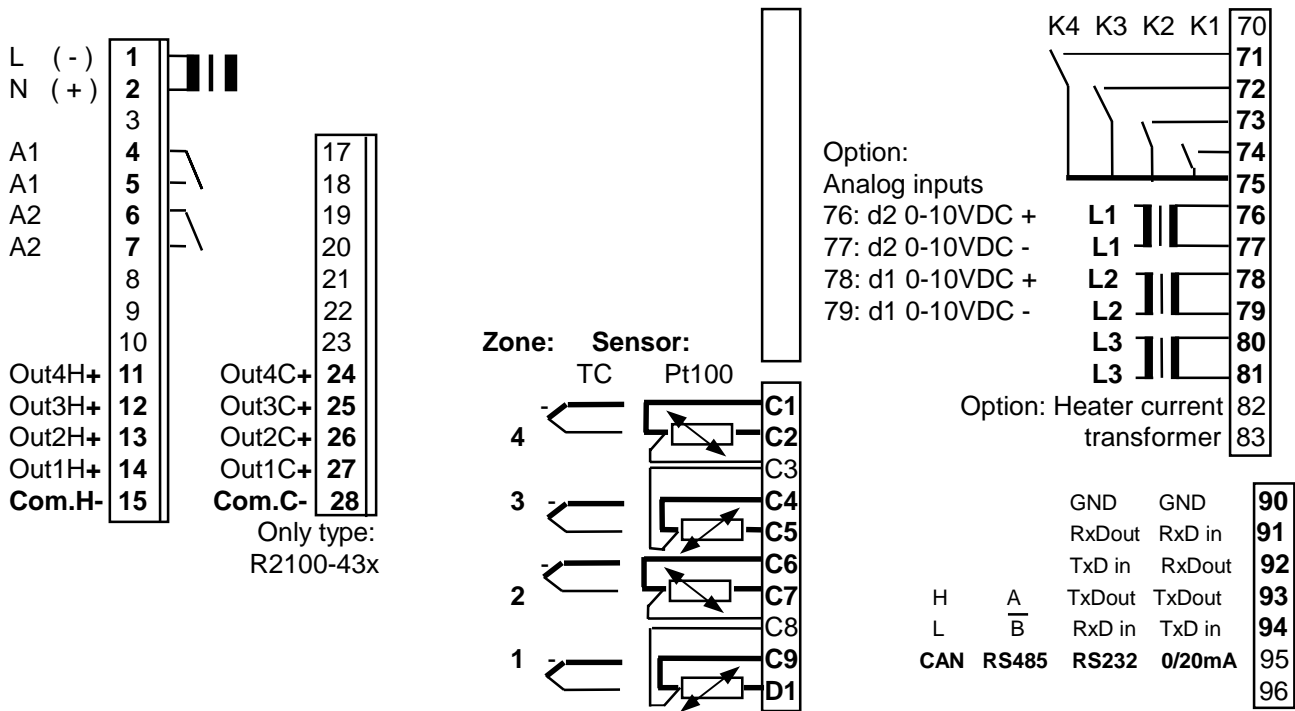 L ( - ) 1
N ( + ) 2
3
A1 4
A1 5
A2 6
A2 7
8
9
10
Out4H+ 11
Out3H+ 12
Out2H+ 13
Out1H+ 14
Com.H- 15
17
18
19
20
21
22
23
Out4C+ 24
Out3C+ 25
Out2C+ 26
Out1C+ 27
Com.C- 28
Only type:
R2100-43x
Zone: Sensor:
TC Pt100
- C1
4 C2
C3
3 - C4
C5
- C6
2 C7
C8
1 - C9
D1
K4 K3 K2 K1 70
71
72
73
Option: 74
Analog inputs 75
76: d2 0-10VDC + L1 76
77: d2 0-10VDC - L1 77
78: d1 0-10VDC + L2 78
79: d1 0-10VDC - L2 79
L3 80
L3 81
Option: Heater current 82
transformer 83
GND GND 90
RxDout RxD in 91
TxD in RxDout 92
H A TxDout TxDout 93
L B̅ RxD in TxD in 94
CAN RS485 RS232 0/20mA 95
96